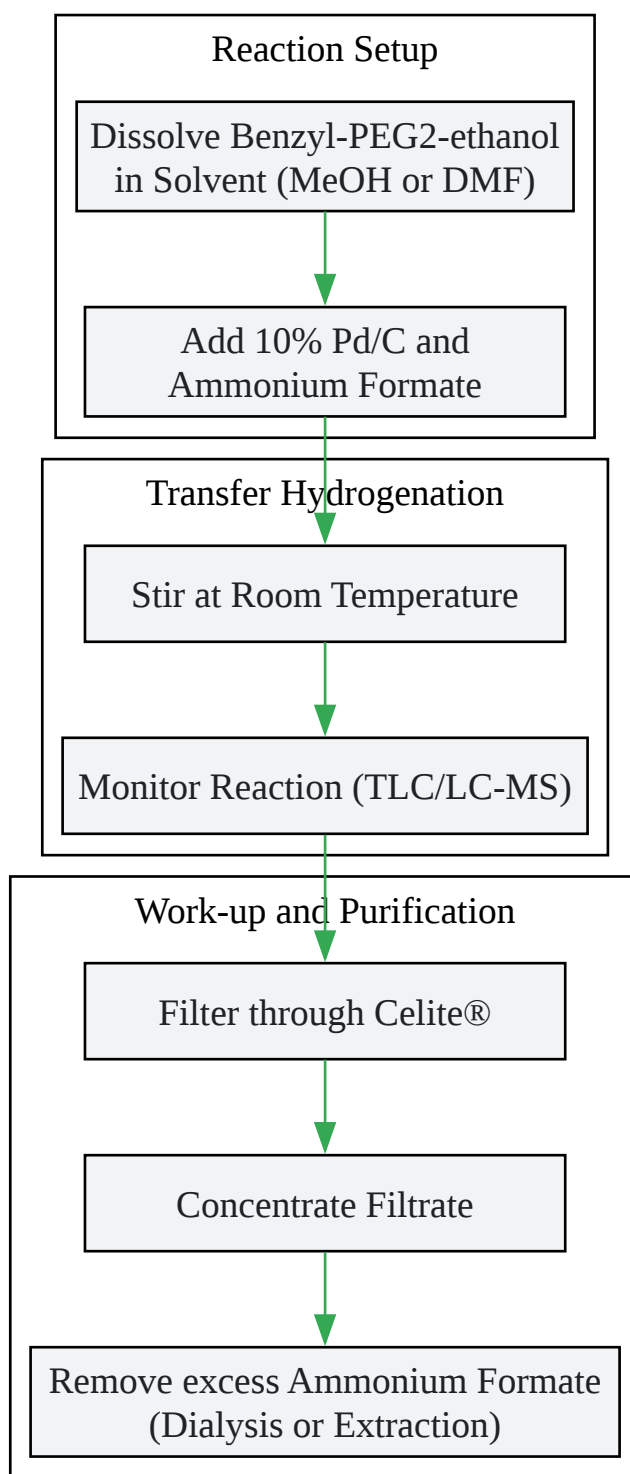 Reaction Setup
Dissolve Benzyl-PEG2-ethanol
in Solvent (MeOH or DMF)
Add 10% Pd/C and
Ammonium Formate
Transfer Hydrogenation
Stir at Room Temperature
Monitor Reaction (TLC/LC-MS)
Work-up and Purification
Filter through Celite®
Concentrate Filtrate
Remove excess Ammonium Formate
(Dialysis or Extraction)